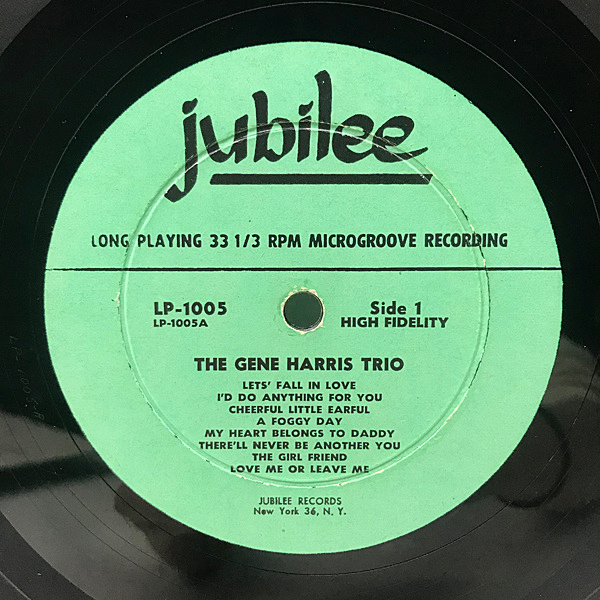 jubilee
LONG PLAYING 33 1/3 RPM MICROGROOVE RECORDING
LP-1005
LP-1005A
Side 1
HIGH FIDELITY
THE GENE HARRIS TRIO
LETS' FALL IN LOVE
I'D DO ANYTHING FOR YOU
CHEERFUL LITTLE EARFUL
A FOGGY DAY
MY HEART BELONGS TO DADDY
THERE'LL NEVER BE ANOTHER YOU
THE GIRL FRIEND
LOVE ME OR LEAVE ME
JUBILEE RECORDS
New York 36, N. Y.